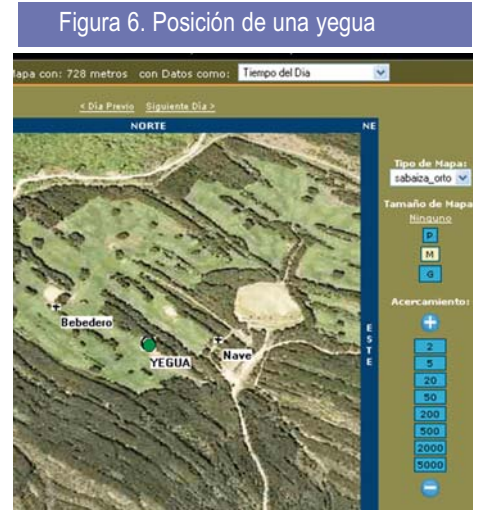 Figura 6. Posición de una yegua
Mapa con: 728 metros con Datos como: Tiempo del Dia
< Día Previo Siguiente Día >
NORTE NE
Tipo de Mapa:
sabaiza_orto
Tamaño de Mapa
Ninguno
P
M
G
Acercamiento:
Bebedero
YEGUA
Nave
ESTE
2
5
20
50
200
500
2000
5000